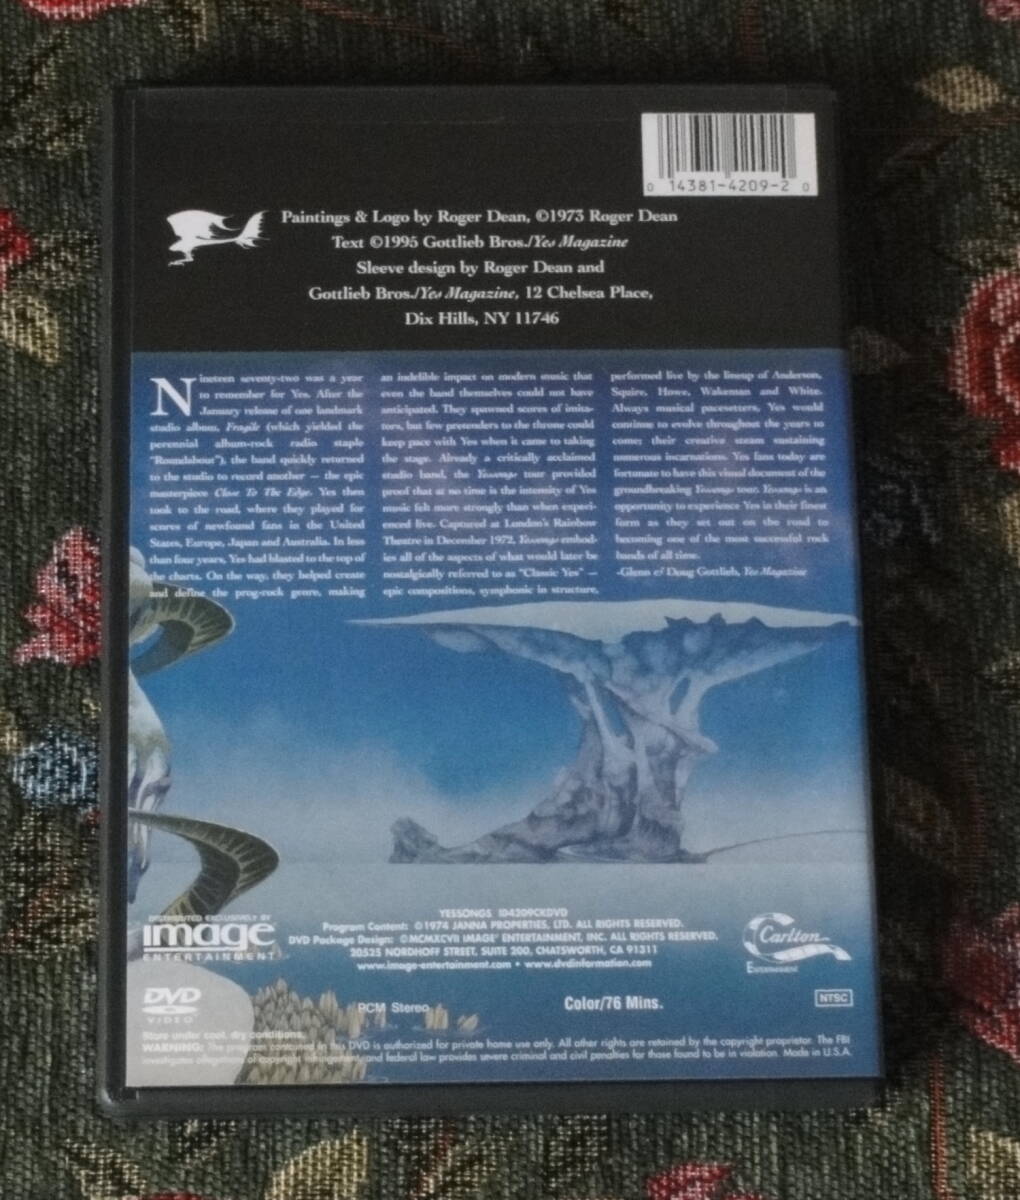 0 14381-4209-2 0
Paintings & Logo by Roger Dean, ©1973 Roger Dean
Text ©1995 Gottlieb Bros./Yes Magazine
Sleeve design by Roger Dean and
Gottlieb Bros./Yes Magazine, 12 Chelsea Place,
Dix Hills, NY 11746
Nineteen seventy-two was a year
to remember for Yes. After the
January release of one landmark
studio album, Fragile (which yielded the
perennial album-rock radio staple
"Roundabout"), the band quickly returned
to the studio to record another — the epic
masterpiece Close To The Edge. Yes then
took to the road, where they played for
scores of newfound fans in the United
States, Europe, Japan and Australia. In less
than four years, Yes had blasted to the top of
the charts. On the way, they helped create
and define the prog-rock genre, making
an indelible impact on modern music that
even the band themselves could not have
anticipated. They spawned scores of imita-
tors, but few pretenders to the throne could
keep pace with Yes when it came to taking
the stage. Already a critically acclaimed
studio band, the Yessongs tour provided
proof that at no time is the intensity of Yes
music felt more strongly than when experi-
enced live. Captured at London's Rainbow
Theatre in December 1972, Yessongs embod-
ies all of the aspects of what would later be
nostalgically referred to as "Classic Yes" —
epic compositions, symphonic in structure,
performed live by the lineup of Anderson,
Squire, Howe, Wakeman and White.
Always musical pacesetters, Yes would
continue to evolve throughout the years to
come; their creative steam sustaining
numerous incarnations. Yes fans today are
fortunate to have this visual document of the
groundbreaking Yessongs tour. Yessongs is an
opportunity to experience Yes in their finest
form as they set out on the road to
becoming one of the most successful rock
bands of all time.
-Glenn & Doug Gottlieb, Yes Magazine
DISTRIBUTED EXCLUSIVELY BY
image
ENTERTAINMENT
YESSONGS ID4209CKDVD
Program Content: ©1974 JANNA PROPERTIES, LTD. ALL RIGHTS RESERVED.
DVD Package Design: ©MCMXCVII IMAGE ENTERTAINMENT, INC. ALL RIGHTS RESERVED.
20525 NORDHOFF STREET, SUITE 200, CHATSWORTH, CA 91311
www.image-entertainment.com • www.dvdinformation.com
Carlton
Entertainment
DVD
VIDEO
PCM Stereo
Color/76 Mins.
NTSC
Store under cool, dry conditions.
WARNING: The program contained in this DVD is authorized for private home use only. All other rights are retained by the copyright proprietor. The FBI
investigates allegations of copyright infringement, and federal law provides severe criminal and civil penalties for those found to be in violation. Made in U.S.A.